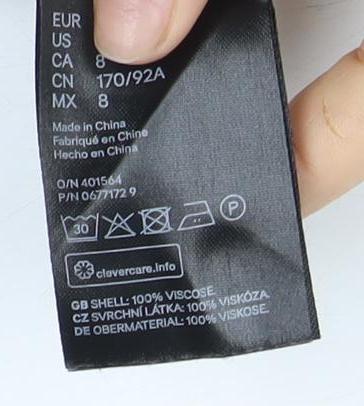 EUR
US
CA 8
CN 170/92A
MX 8
Made in China
Fabriqué en Chine
Hecho en China
O/N 401564
P/N 0677172 9
30 P
clevercare.info
GB SHELL: 100% VISCOSE.
CZ SVRCHNÍ LÁTKA: 100% VISKÓZA.
DE OBERMATERIAL: 100% VISKOSE.